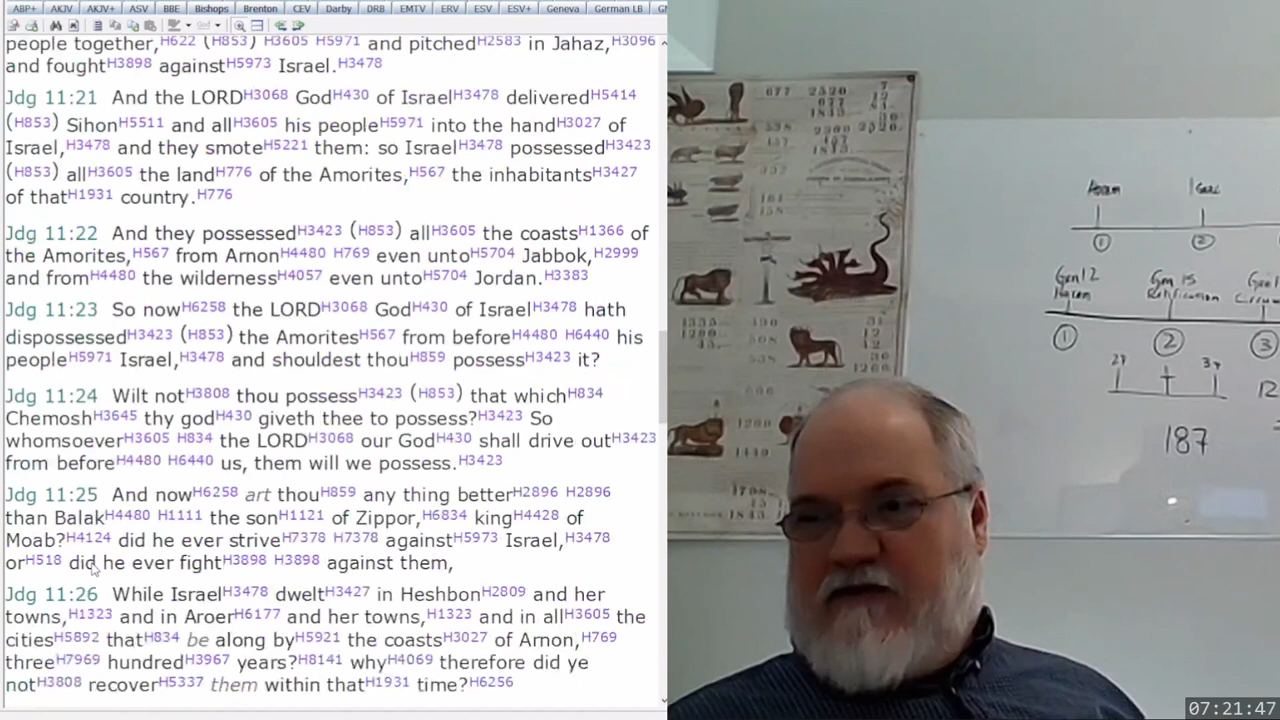 ABP+ AKJV AKJV+ ASV BBE Bishops Brenton CEV Darby DRB EMTV ERV ESV ESV+ Geneva German LB
people together,H622 (H853) H3605 H5971 and pitchedH2583 in Jahaz,H3096
and foughtH3898 againstH5973 Israel.H3478
Jdg 11:21 And the LORDH3068 GodH430 of IsraelH3478 deliveredH5414
(H853) SihonH5511 and allH3605 his peopleH5971 into the handH3027 of
Israel,H3478 and they smoteH5221 them: so IsraelH3478 possessedH3423
(H853) allH3605 the landH776 of the Amorites,H567 the inhabitantsH3427
of thatH1931 country.H776
Jdg 11:22 And they possessedH3423 (H853) allH3605 the coastsH1366 of
the Amorites,H567 from ArnonH4480 H769 even untoH5704 Jabbok,H2999
and fromH4480 the wildernessH4057 even untoH5704 Jordan.H3383
Jdg 11:23 So nowH6258 the LORDH3068 GodH430 of IsraelH3478 hath
dispossessedH3423 (H853) the AmoritesH567 from beforeH4480 H6440 his
peopleH5971 Israel,H3478 and shouldest thouH859 possessH3423 it?
Jdg 11:24 Wilt notH3808 thou possessH3423 (H853) that whichH834
ChemoshH3645 thy godH430 giveth thee to possess?H3423 So
whomsoeverH3605 H834 the LORDH3068 our GodH430 shall drive outH3423
from beforeH4480 H6440 us, them will we possess.H3423
Jdg 11:25 And nowH6258 art thouH859 any thing betterH2896 H2896
than BalakH4480 H1111 the sonH1121 of Zippor,H6834 kingH4428 of
Moab?H4124 did he ever striveH7378 H7378 againstH5973 Israel,H3478
orH518 did he ever fightH3898 H3898 against them,
Jdg 11:26 While IsraelH3478 dweltH3427 in HeshbonH2809 and her
towns,H1323 and in AroerH6177 and her towns,H1323 and in allH3605 the
citiesH5892 thatH834 be along byH5921 the coastsH3027 of Arnon,H769
threeH7969 hundredH3967 years?H8141 whyH4069 therefore did ye
notH3808 recoverH5337 them within thatH1931 time?H6256
677 2520
1260
① ②
Gen 12 Gen 15
Ratification
① ② ③
187
07:21:47